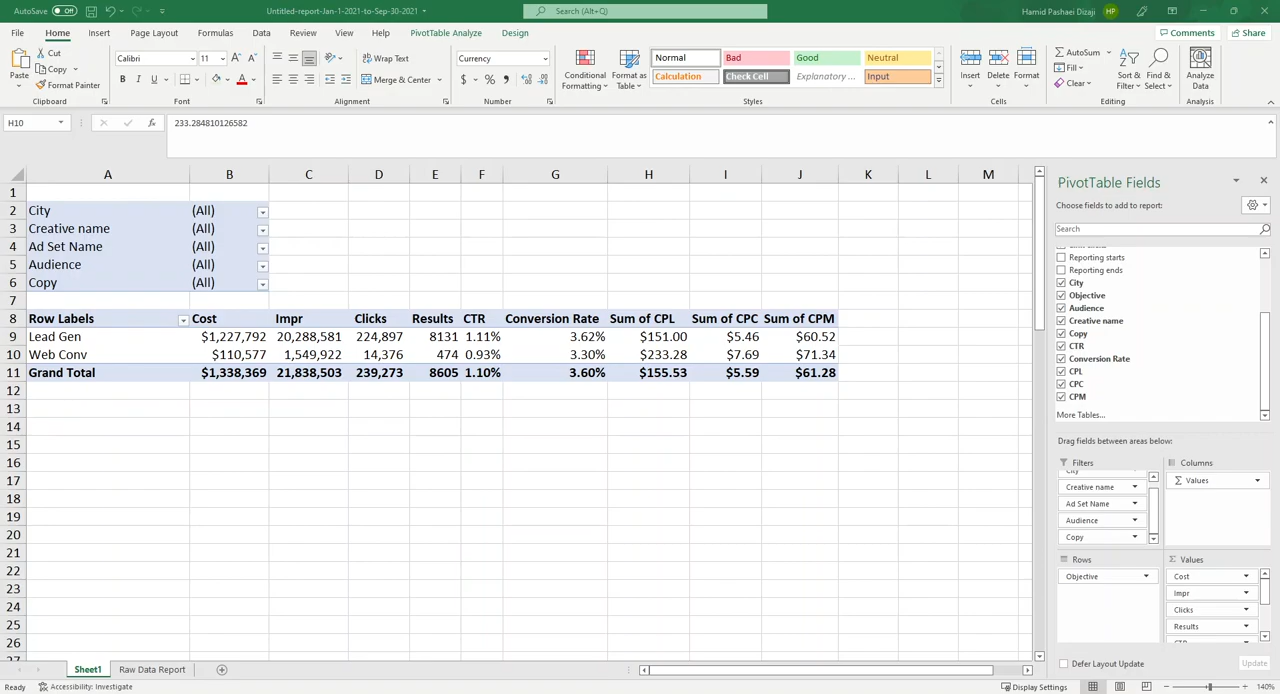 AutoSave Off Untitled-report-Jan-1-2021-to-Sep-30-2021 Search (Alt+Q) Hamid Pashaei Dizaji HP
File Home Insert Page Layout Formulas Data Review View Help PivotTable Analyze Design Comments Share
Paste Cut Copy Format Painter Clipboard
Calibri 11 B I U A Font
Wrap Text Merge & Center Alignment
Currency $ % Number
Conditional Formatting Format as Table
Normal Bad Good Neutral
Calculation Check Cell Explanatory ... Input
Styles
Insert Delete Format Cells
AutoSum Fill Clear Sort & Filter Find & Select Editing
Analyze Data Analysis
H10 fx 233.284810126582
A B C D E F G H I J K L M
1
2 City (All)
3 Creative name (All)
4 Ad Set Name (All)
5 Audience (All)
6 Copy (All)
7
8 Row Labels Cost Impr Clicks Results CTR Conversion Rate Sum of CPL Sum of CPC Sum of CPM
9 Lead Gen $1,227,792 20,288,581 224,897 8131 1.11% 3.62% $151.00 $5.46 $60.52
10 Web Conv $110,577 1,549,922 14,376 474 0.93% 3.30% $233.28 $7.69 $71.34
11 Grand Total $1,338,369 21,838,503 239,273 8605 1.10% 3.60% $155.53 $5.59 $61.28
12
13
14
15
16
17
18
19
20
21
22
23
24
25
26
27
PivotTable Fields
Choose fields to add to report:
Search
Reporting starts
Reporting ends
City
Objective
Audience
Creative name
Copy
CTR
Conversion Rate
CPL
CPC
CPM
More Tables...
Drag fields between areas below:
Filters Columns
City
Creative name Σ Values
Ad Set Name
Audience
Copy
Rows Σ Values
Objective Cost
Impr
Clicks
Results
CTR
Defer Layout Update Update
Sheet1 Raw Data Report
Ready Accessibility: Investigate Display Settings 140%